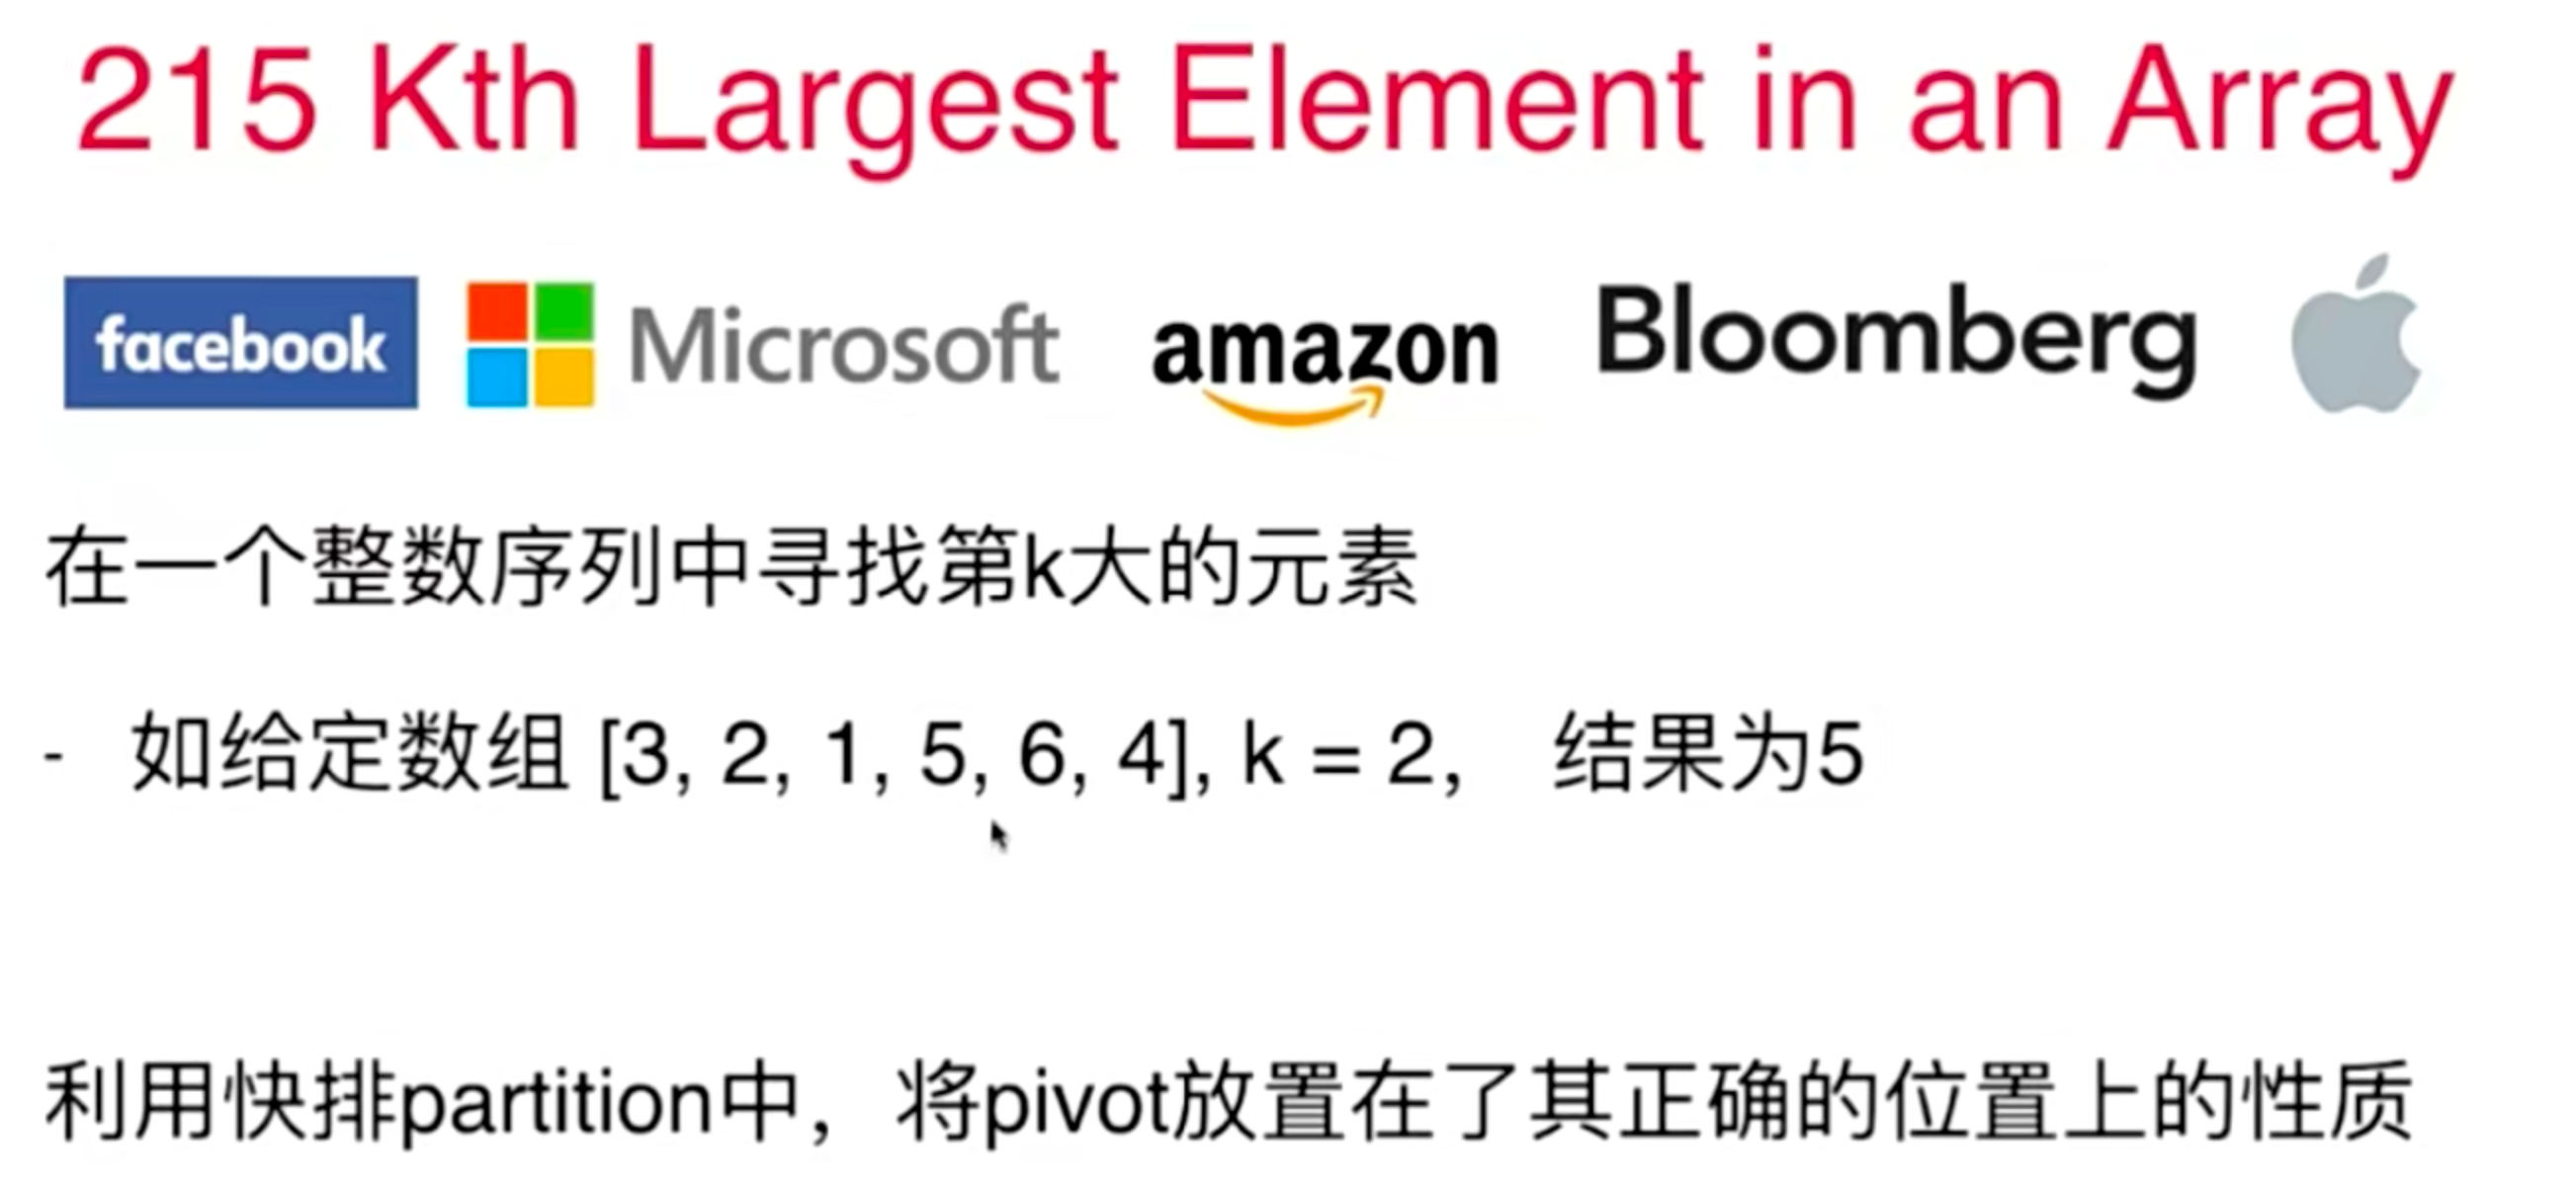 215 Kth Largest Element in an Array
facebook Microsoft amazon Bloomberg
在一个整数序列中寻找第k大的元素
- 如给定数组 [3, 2, 1, 5, 6, 4], k = 2, 结果为5
利用快排partition中，将pivot放置在了其正确的位置上的性质